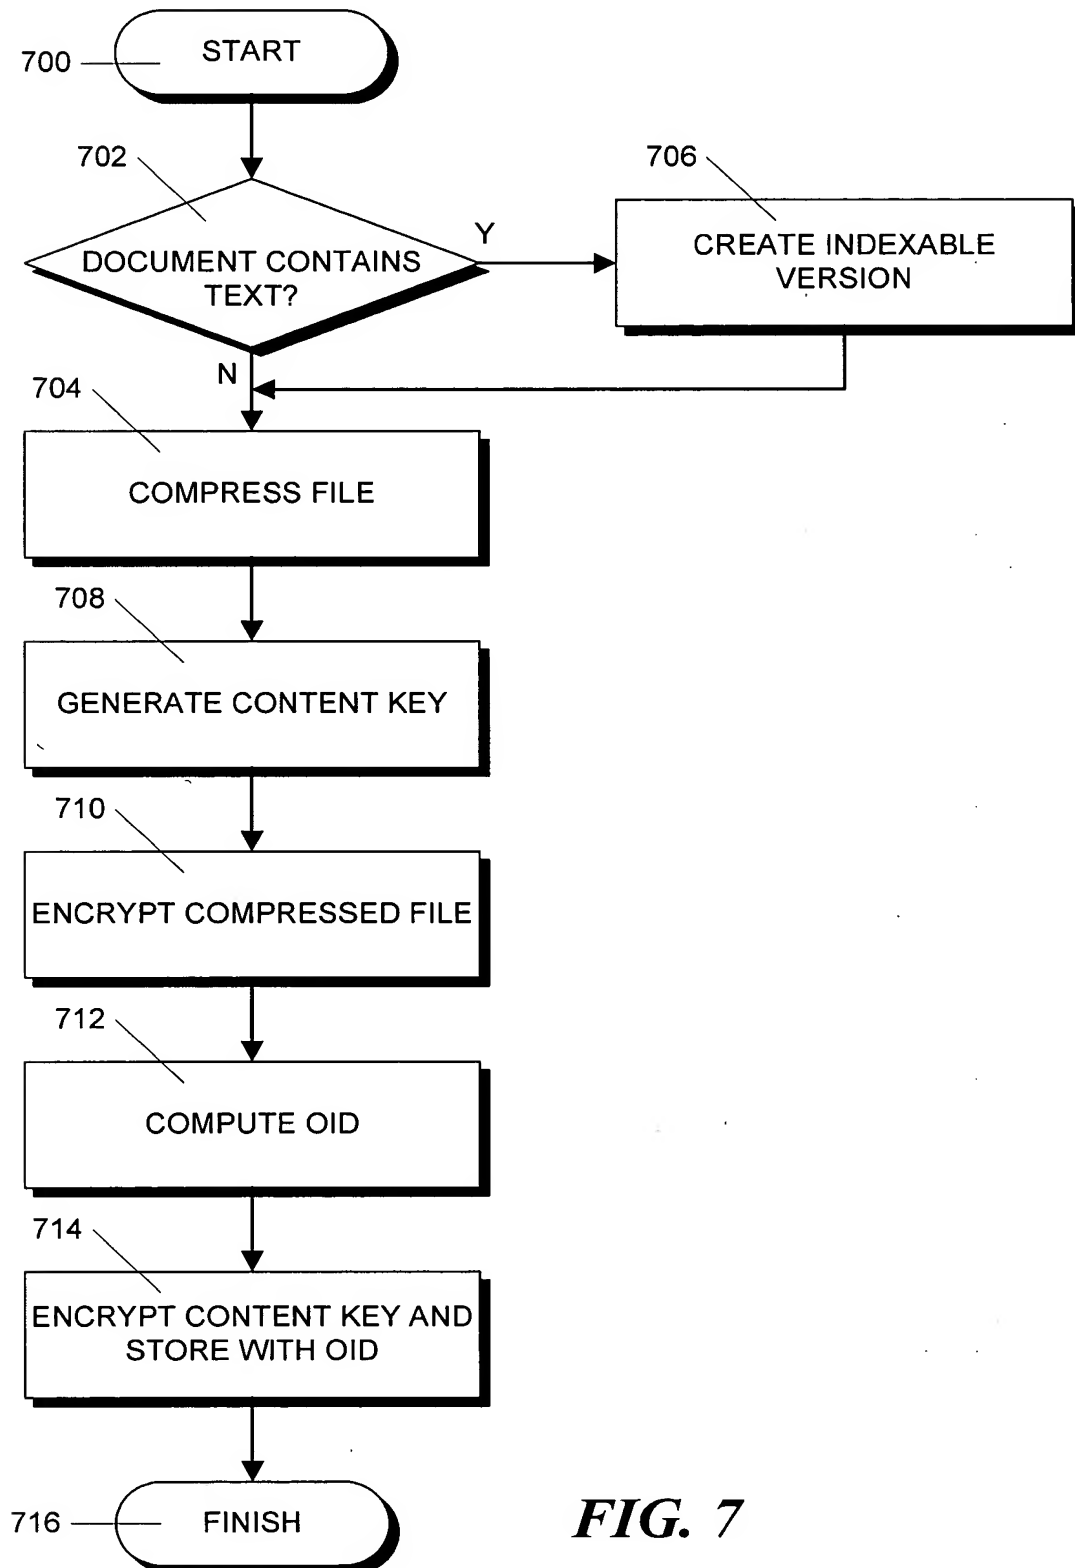 700
START
702
706
DOCUMENT CONTAINS
TEXT?
Y
CREATE INDEXABLE
VERSION
N
704
COMPRESS FILE
708
GENERATE CONTENT KEY
710
ENCRYPT COMPRESSED FILE
712
COMPUTE OID
714
ENCRYPT CONTENT KEY AND
STORE WITH OID
716
FINISH
FIG. 7